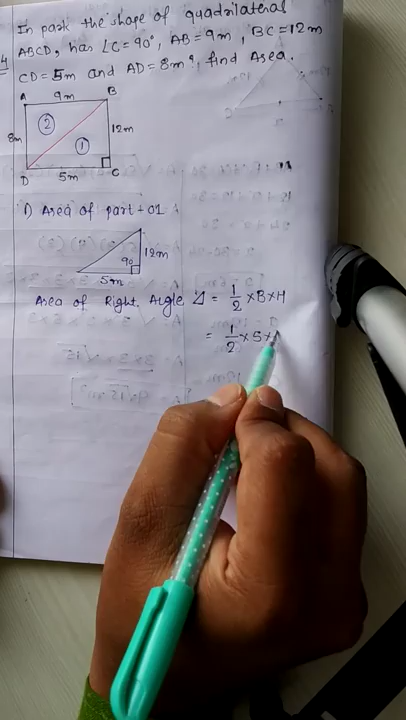 4
In park the shape of quadrilateral
ABCD, has ∠C = 90°, AB = 9m, BC = 12m
CD = 5m and AD = 8m?, find Area.
A 9m B
8m ② ① 12m
D 5m C
1) Area of part - 01
12m
90°
5m
Area of Right Angle △ = 1/2 × B × H
= 1/2 × 5 ×